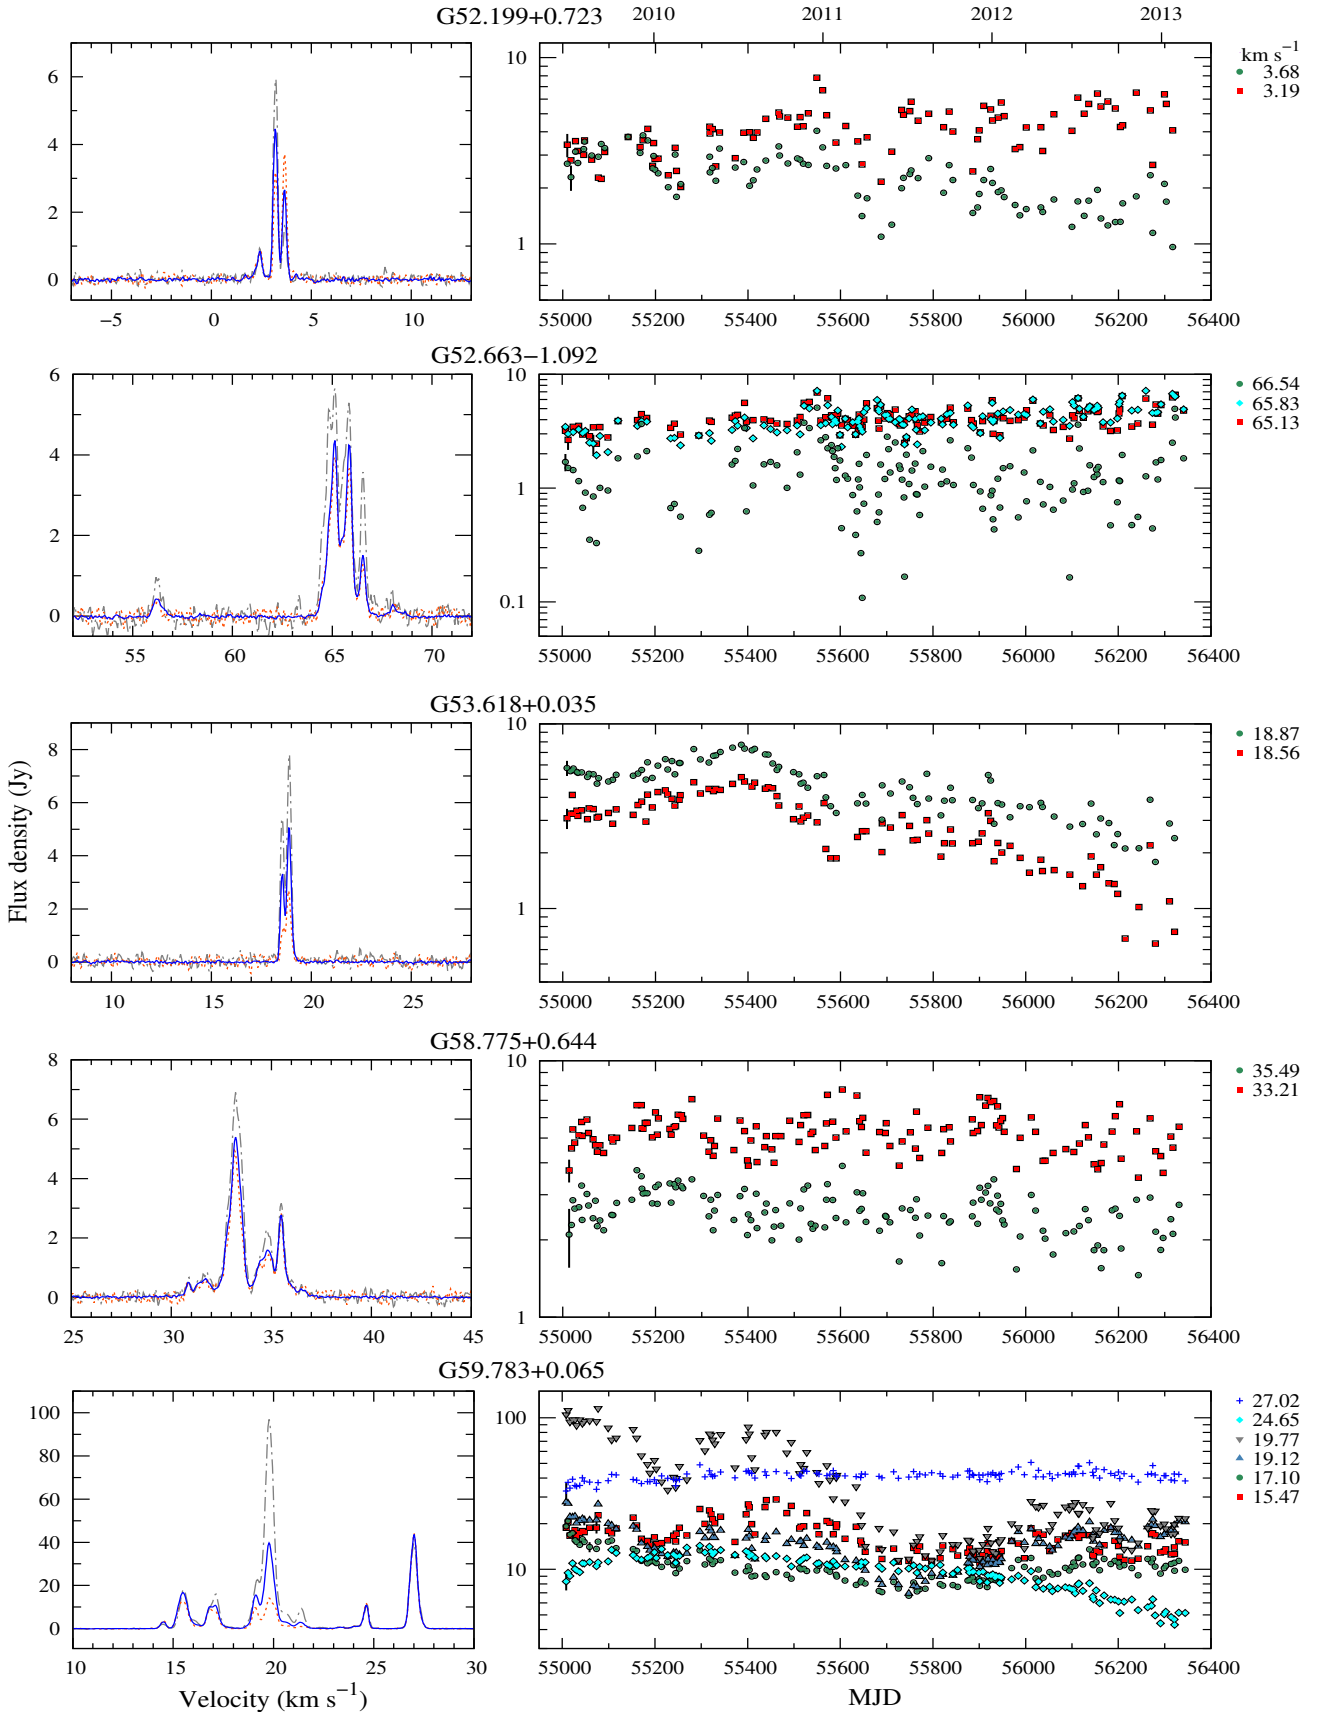 G52.199+0.723
2010 2011 2012 2013
6
4
2
0
−5 0 5 10
10
1
55000 55200 55400 55600 55800 56000 56200 56400
km s−1
3.68
3.19
G52.663−1.092
6
4
2
0
55 60 65 70
10
1
0.1
55000 55200 55400 55600 55800 56000 56200 56400
66.54
65.83
65.13
G53.618+0.035
Flux density (Jy)
8
6
4
2
0
10 15 20 25
10
1
55000 55200 55400 55600 55800 56000 56200 56400
18.87
18.56
G58.775+0.644
8
6
4
2
0
25 30 35 40 45
10
1
55000 55200 55400 55600 55800 56000 56200 56400
35.49
33.21
G59.783+0.065
100
80
60
40
20
0
10 15 20 25 30
Velocity (km s−1)
100
10
55000 55200 55400 55600 55800 56000 56200 56400
MJD
27.02
24.65
19.77
19.12
17.10
15.47